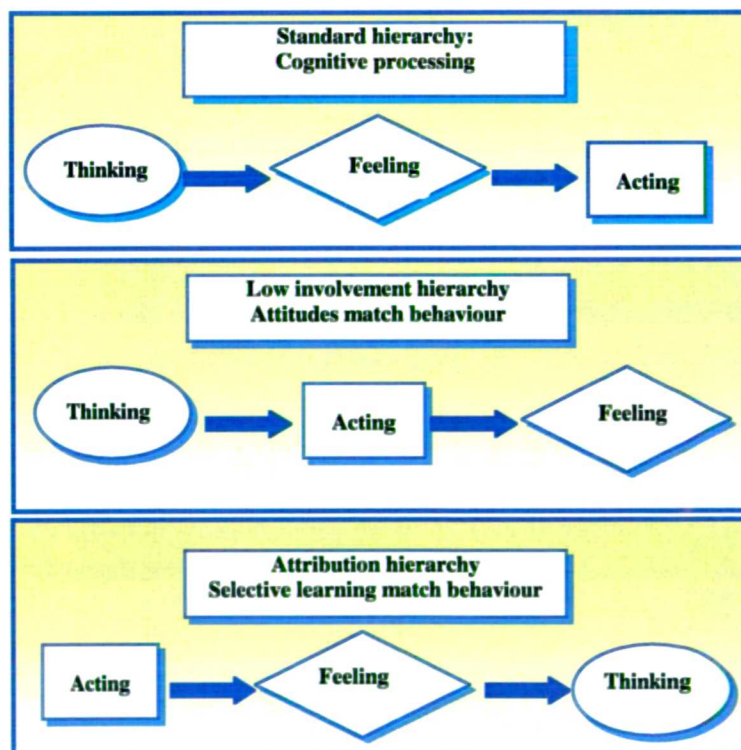 Standard hierarchy:
Cognitive processing
Thinking
Feeling
Acting
Low involvement hierarchy
Attitudes match behaviour
Thinking
Acting
Feeling
Attribution hierarchy
Selective learning match behaviour
Acting
Feeling
Thinking